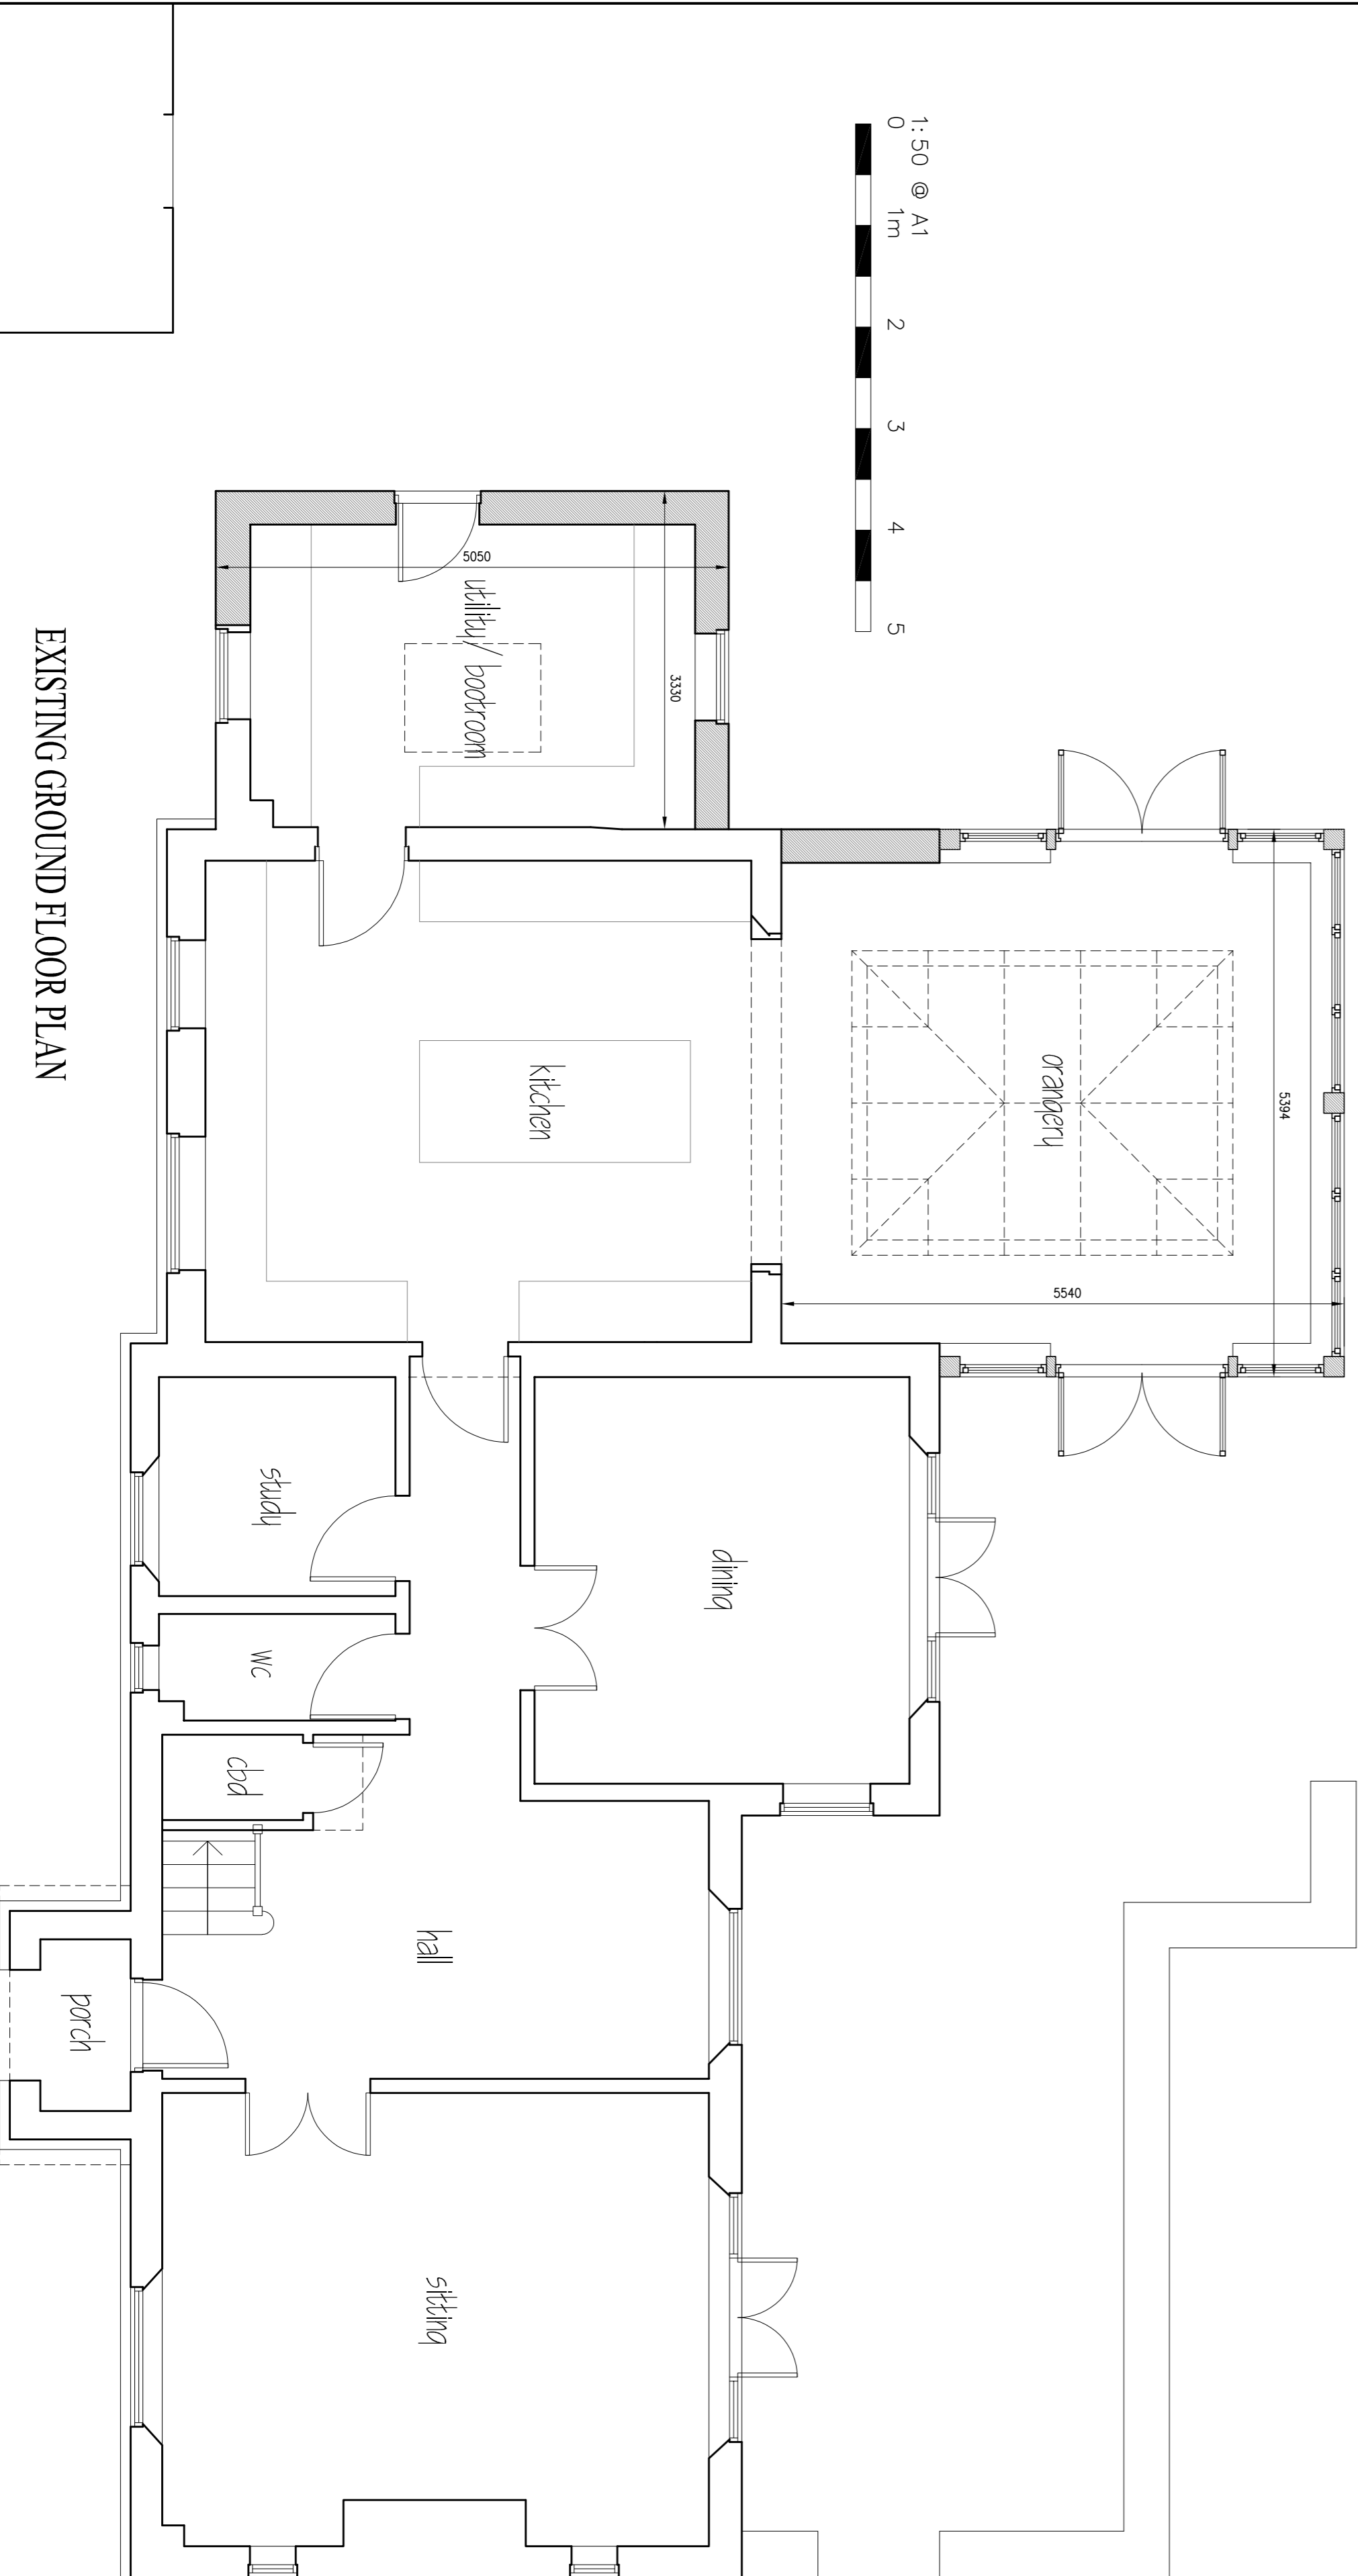 1:50 @ A1
0 1m 2 3 4 5
orangery
5394
5540
5050
utility/ bootroom
3330
kitchen
dining
study
wc
cbd
hall
porch
sitting
EXISTING GROUND FLOOR PLAN